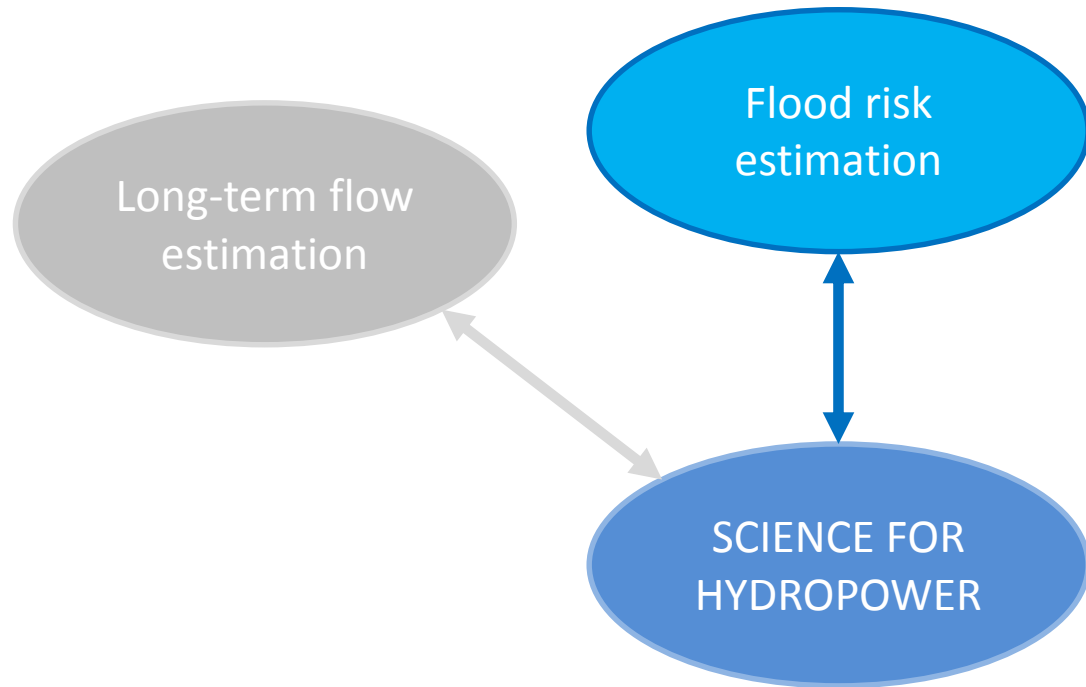 Long-term flow
estimation
Flood risk
estimation
SCIENCE FOR
HYDROPOWER